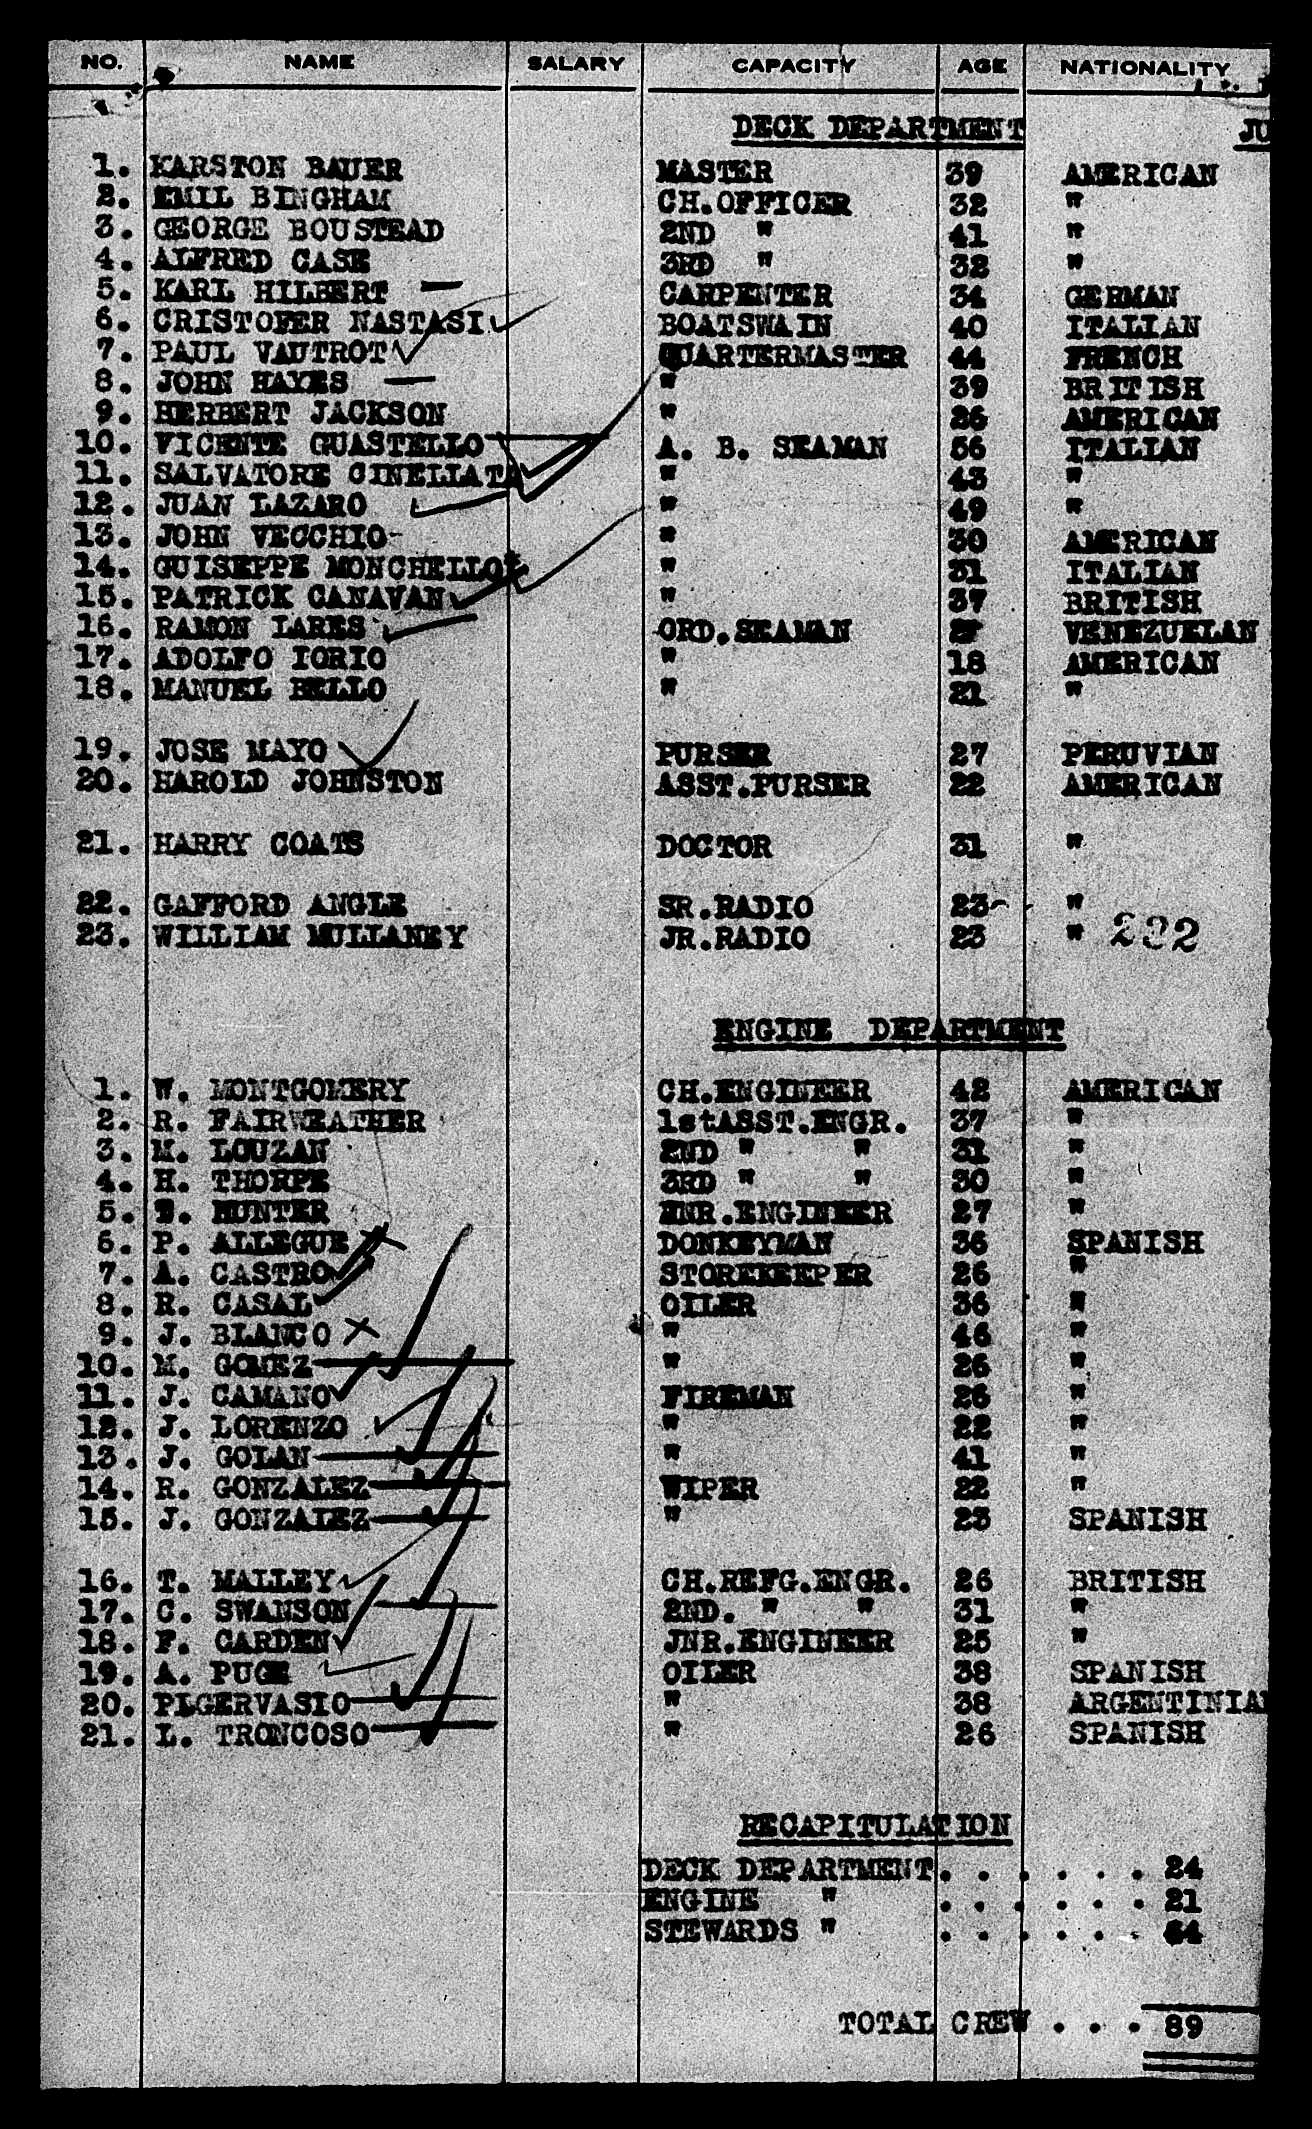 NO. NAME SALARY CAPACITY AGE NATIONALITY
DECK DEPARTMENT JU
1. KARSTON BAUER MASTER 39 AMERICAN
2. EMIL BINGHAM CH.OFFICER 32 "
3. GEORGE BOUSTEAD 2ND " 41 "
4. ALFRED CASE 3RD " 32 "
5. KARL HILBERT CARPENTER 34 GERMAN
6. CRISTOFER NASTASI BOATSWAIN 40 ITALIAN
7. PAUL VAUTROT QUARTERMASTER 44 FRENCH
8. JOHN HAYES " 39 BRITISH
9. HERBERT JACKSON " 26 AMERICAN
10. VICENTE GUASTELLO A. B. SEAMAN 56 ITALIAN
11. SALVATORE CINELLATA " 43 "
12. JUAN LAZARO " 49 "
13. JOHN VECCHIO- " 30 AMERICAN
14. GUISEPPE MONCHELLO " 31 ITALIAN
15. PATRICK CANAVAN " 37 BRITISH
16. RAMON LARES ORD.SEAMAN VENEZUELAN
17. ADOLFO IORIO " 18 AMERICAN
18. MANUEL BELLO " 21 "
19. JOSE MAYO PURSER 27 PERUVIAN
20. HAROLD JOHNSTON ASST.PURSER 22 AMERICAN
21. HARRY COATS DOCTOR 31 "
22. GAFFORD ANGLE SR.RADIO 23 "
23. WILLIAM MULLANEY JR.RADIO 23 " 232
ENGINE DEPARTMENT
1. W. MONTGOMERY CH.ENGINEER 42 AMERICAN
2. R. FAIRWEATHER 1stASST.ENGR. 37 "
3. M. LOUZAN 2ND " " 31 "
4. H. THORPE 3RD " " 30 "
5. HUNTER JNR.ENGINEER 27 "
6. P. ALLEGUE DONKEYMAN 36 SPANISH
7. A. CASTRO STOREKEEPER 26 "
8. R. CASAL OILER 36 "
9. J. BLANCO " 46 "
10. M. GOMEZ " 26 "
11. J. CAMANO FIREMAN 26 "
12. J. LORENZO " 22 "
13. J. GOLAN " 41 "
14. R. GONZALEZ WIPER 22 "
15. J. GONZALEZ " 23 SPANISH
16. T. MALLEY CH.REFG.ENGR. 26 BRITISH
17. C. SWANSON 2ND. " " 31 "
18. F. CARDEN JNR.ENGINEER 25 "
19. A. PUGE OILER 38 SPANISH
20. PLGERVASIO " 38 ARGENTINIAN
21. L. TRONCOSO " 26 SPANISH
RECAPITULATION
DECK DEPARTMENT. . . . . . 24
ENGINE " . . . . . . 21
STEWARDS " . . . . . . 44
TOTAL CREW . . . 89